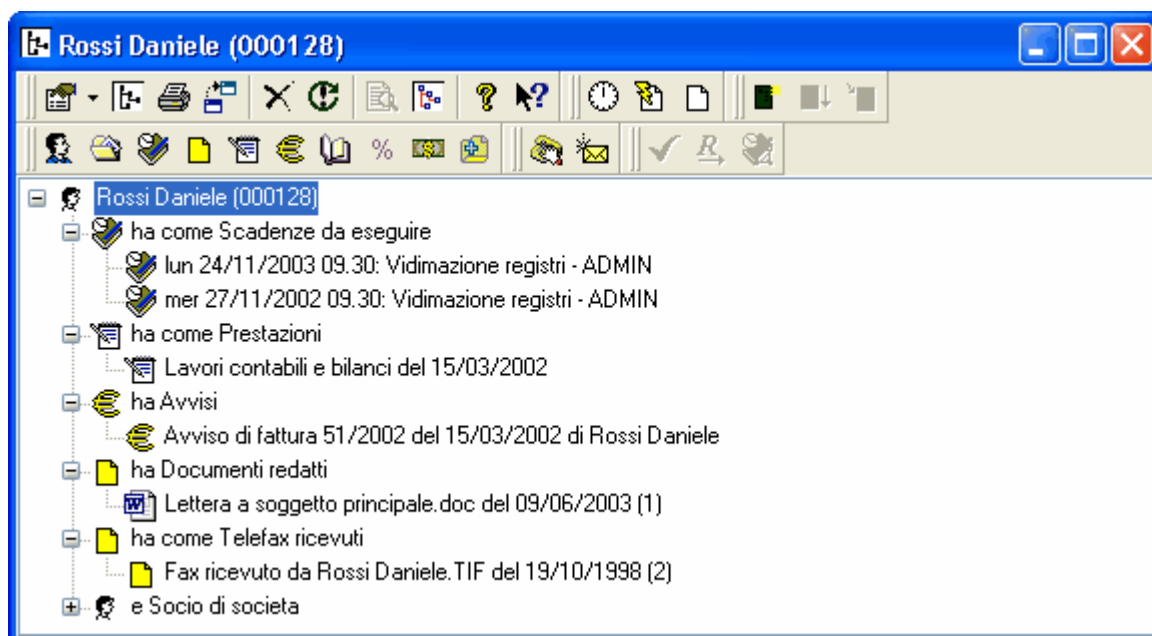 Rossi Daniele (000128)
Rossi Daniele (000128)
ha come Scadenze da eseguire
lun 24/11/2003 09.30: Vidimazione registri - ADMIN
mer 27/11/2002 09.30: Vidimazione registri - ADMIN
ha come Prestazioni
Lavori contabili e bilanci del 15/03/2002
ha Avvisi
Avviso di fattura 51/2002 del 15/03/2002 di Rossi Daniele
ha Documenti redatti
Lettera a soggetto principale.doc del 09/06/2003 (1)
ha come Telefax ricevuti
Fax ricevuto da Rossi Daniele.TIF del 19/10/1998 (2)
e Socio di societa